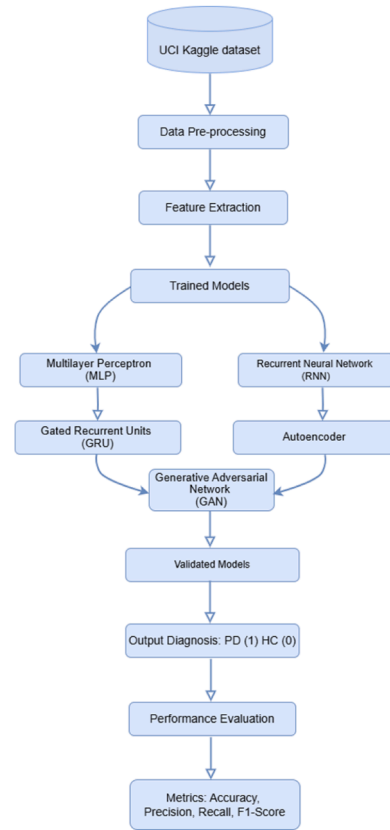 UCI Kaggle dataset
Data Pre-processing
Feature Extraction
Trained Models
Multilayer Perceptron
(MLP)
Recurrent Neural Network
(RNN)
Gated Recurrent Units
(GRU)
Autoencoder
Generative Adversarial
Network
(GAN)
Validated Models
Output Diagnosis: PD (1) HC (0)
Performance Evaluation
Metrics: Accuracy,
Precision, Recall, F1-Score